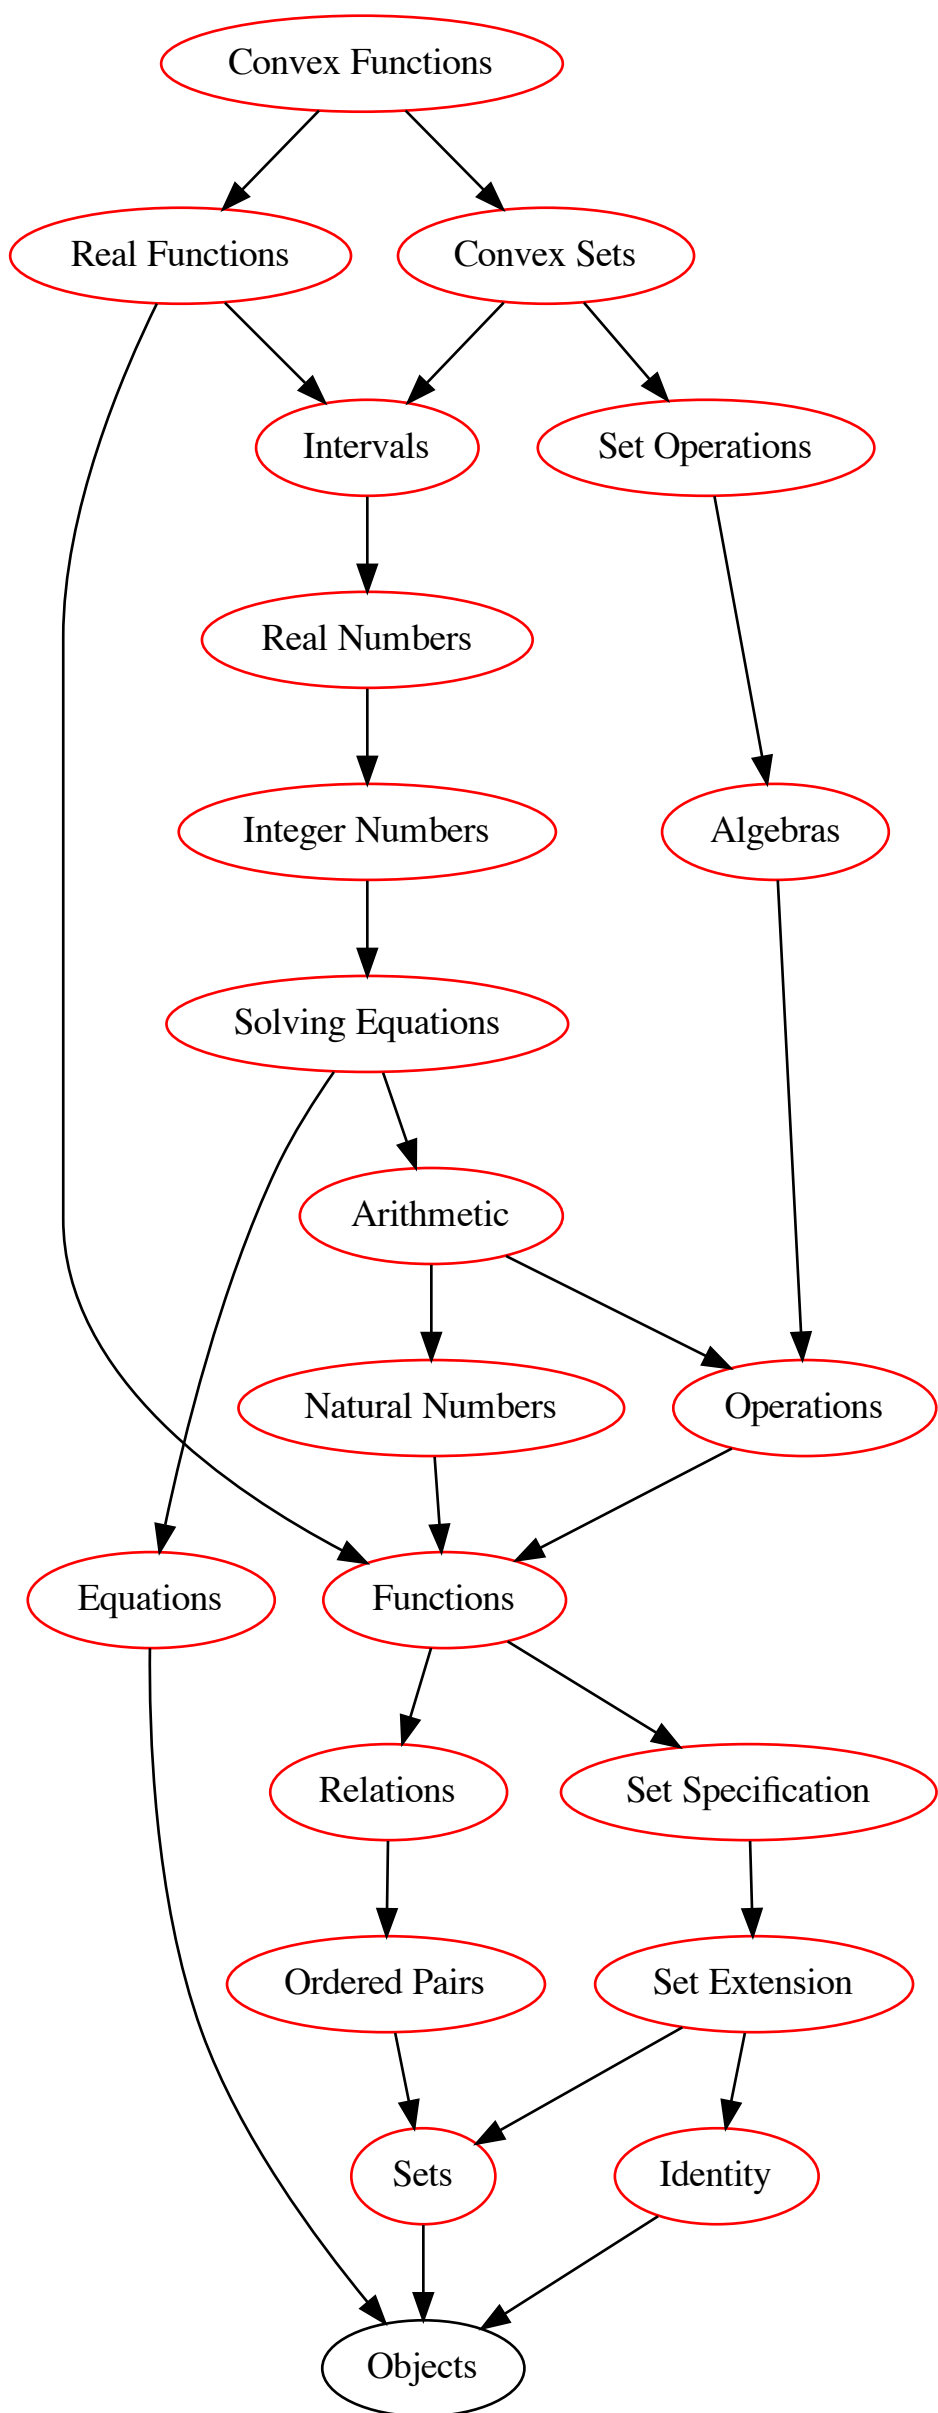 Convex Functions
Real Functions
Convex Sets
Intervals
Set Operations
Real Numbers
Integer Numbers
Algebras
Solving Equations
Arithmetic
Natural Numbers
Operations
Equations
Functions
Relations
Set Specification
Ordered Pairs
Set Extension
Sets
Identity
Objects